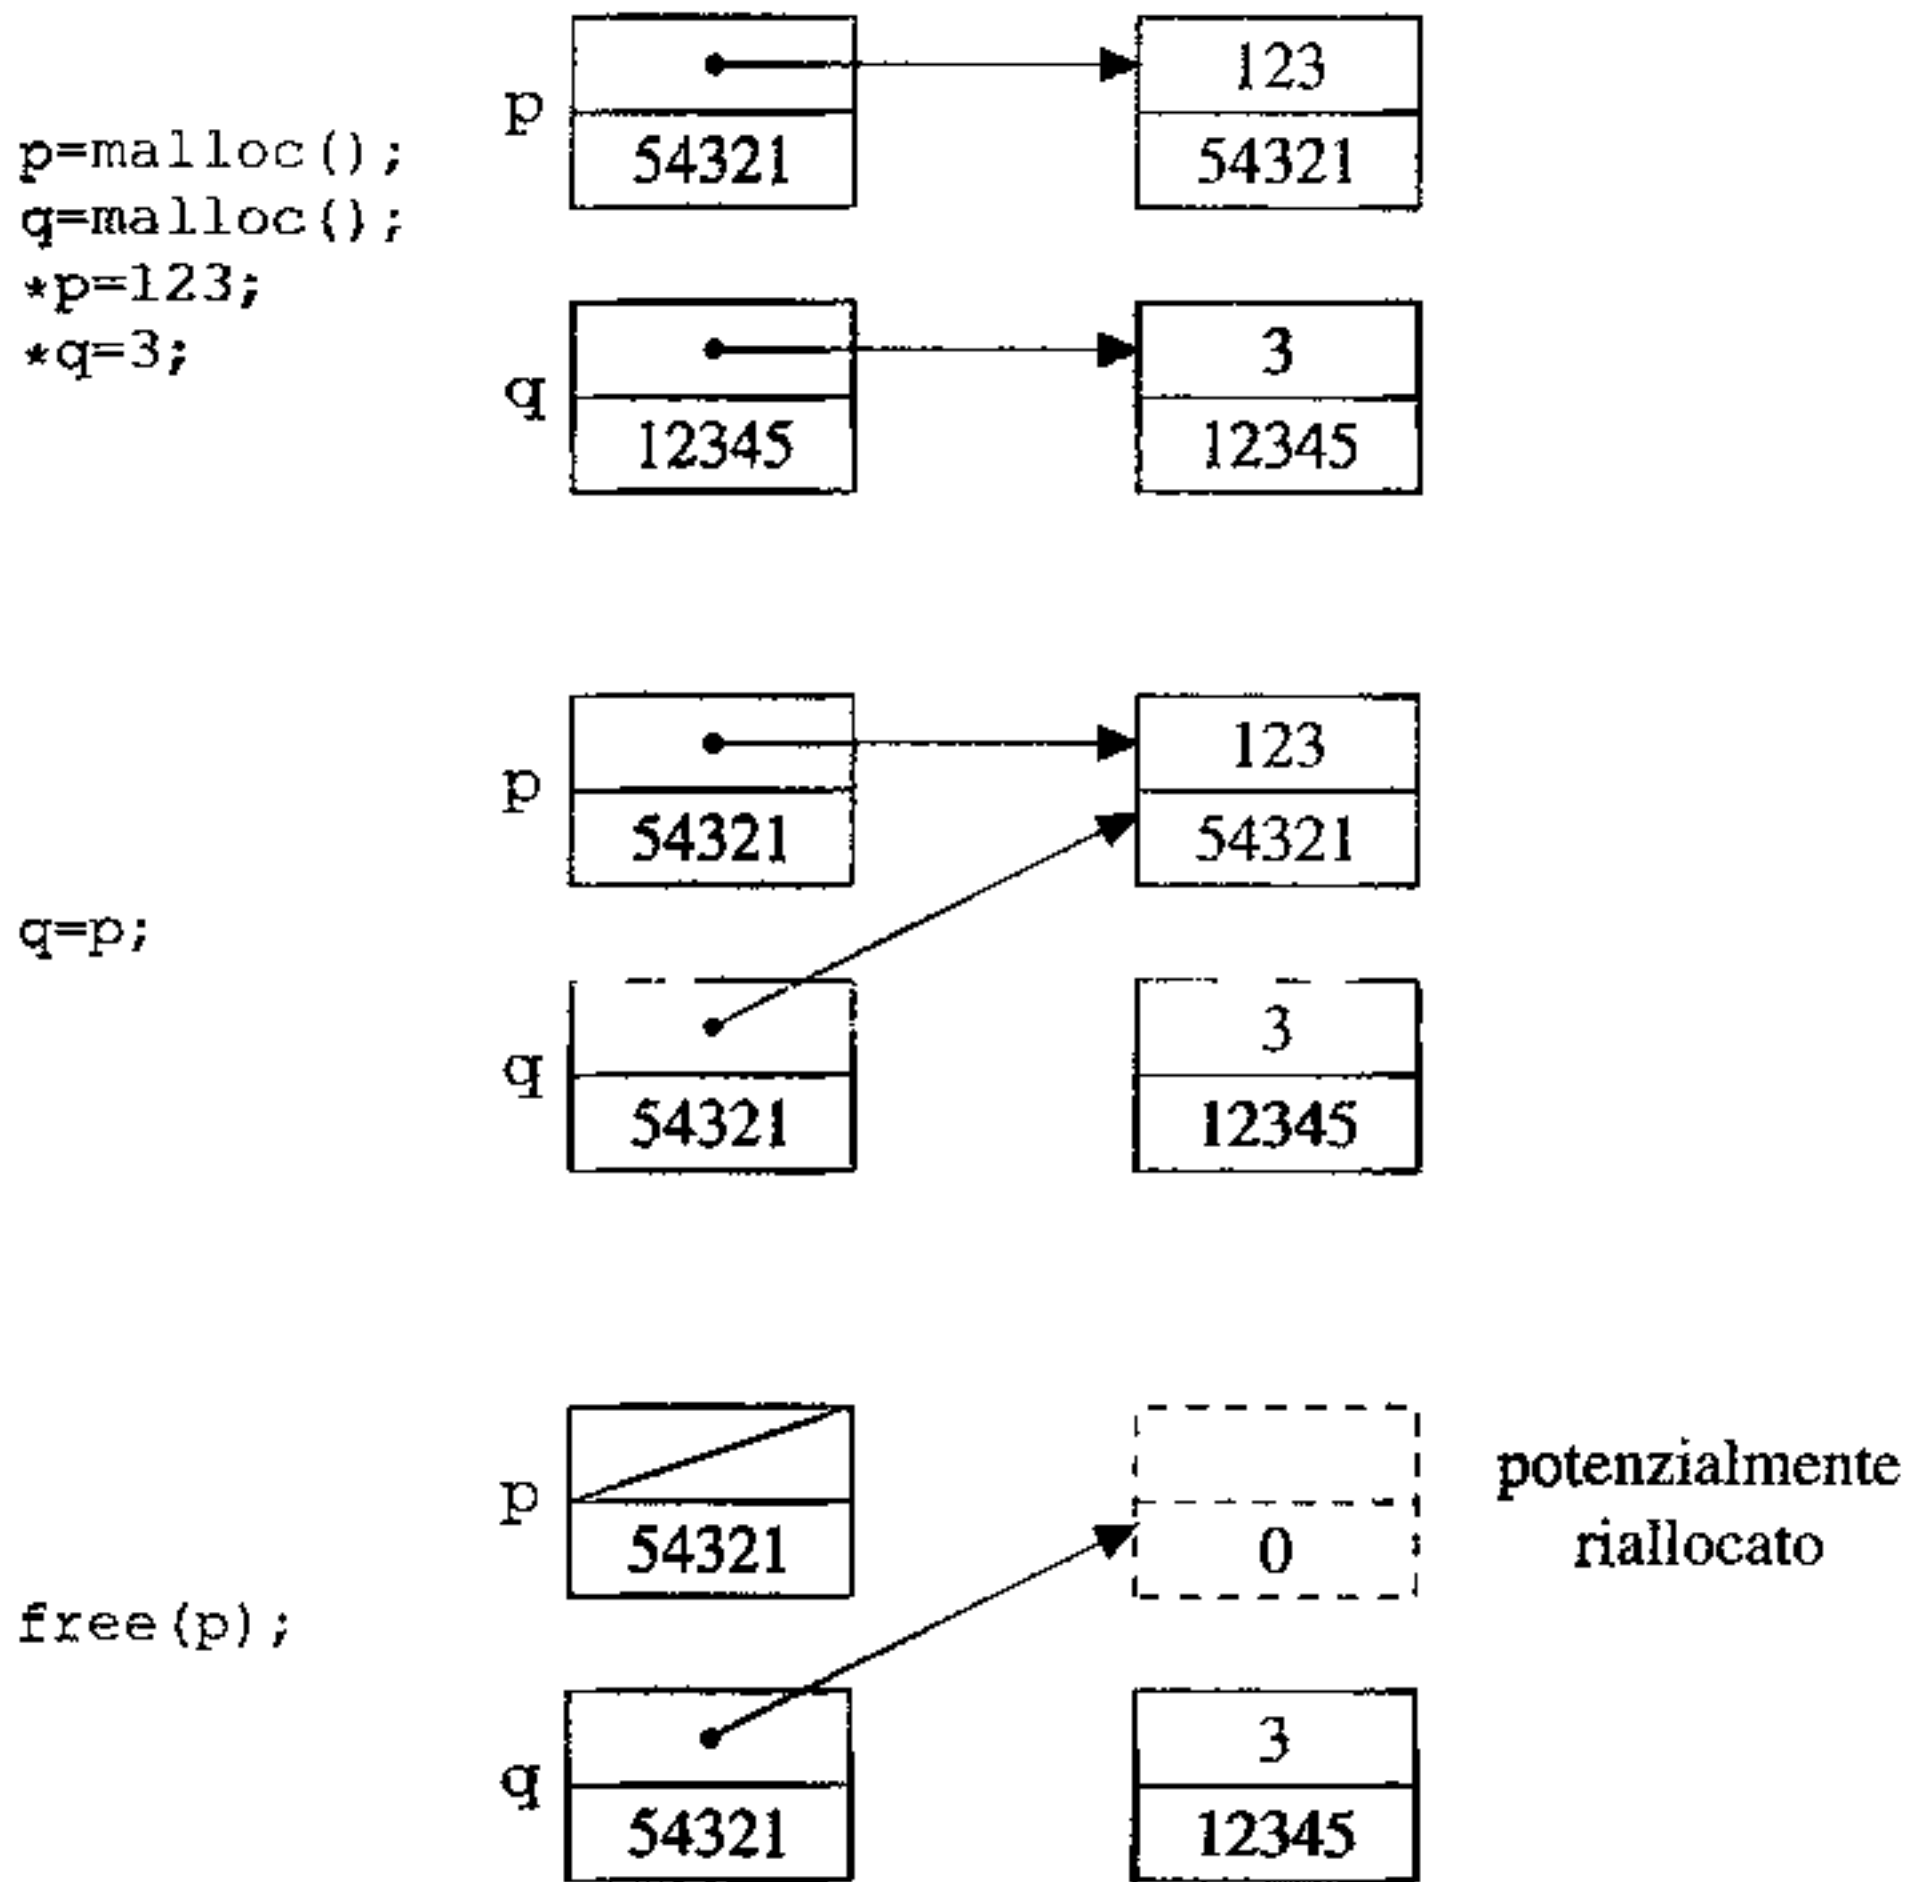 p=malloc();
q=malloc();
*p=123;
*q=3;
p
123
54321
54321
q
3
12345
12345
q=p;
p
123
54321
54321
q
3
54321
12345
free(p);
p
54321
0
potenzialmente
riallocato
q
3
54321
12345